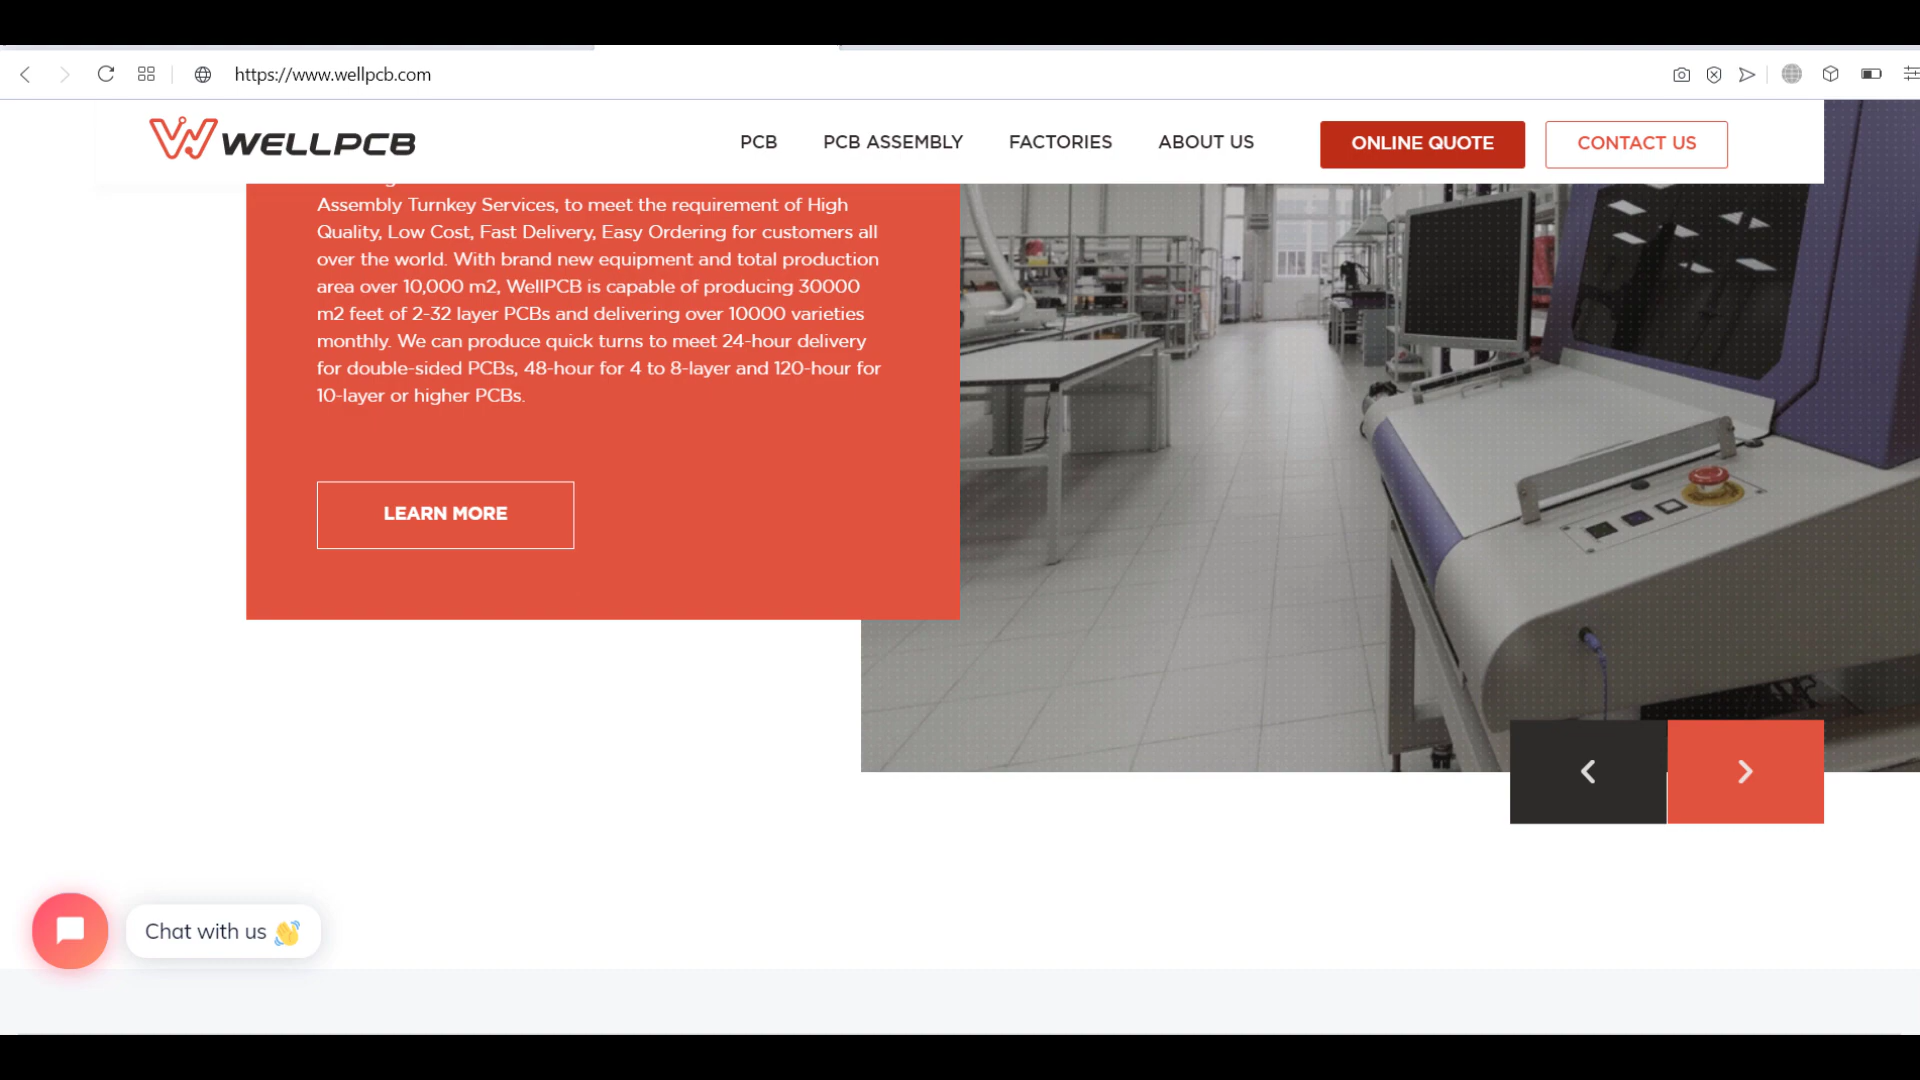 https://www.wellpcb.com
WELLPCB
PCB
PCB ASSEMBLY
FACTORIES
ABOUT US
ONLINE QUOTE
CONTACT US
Assembly Turnkey Services, to meet the requirement of High
Quality, Low Cost, Fast Delivery, Easy Ordering for customers all
over the world. With brand new equipment and total production
area over 10,000 m2, WellPCB is capable of producing 30000
m2 feet of 2-32 layer PCBs and delivering over 10000 varieties
monthly. We can produce quick turns to meet 24-hour delivery
for double-sided PCBs, 48-hour for 4 to 8-layer and 120-hour for
10-layer or higher PCBs.
LEARN MORE
Chat with us 👋